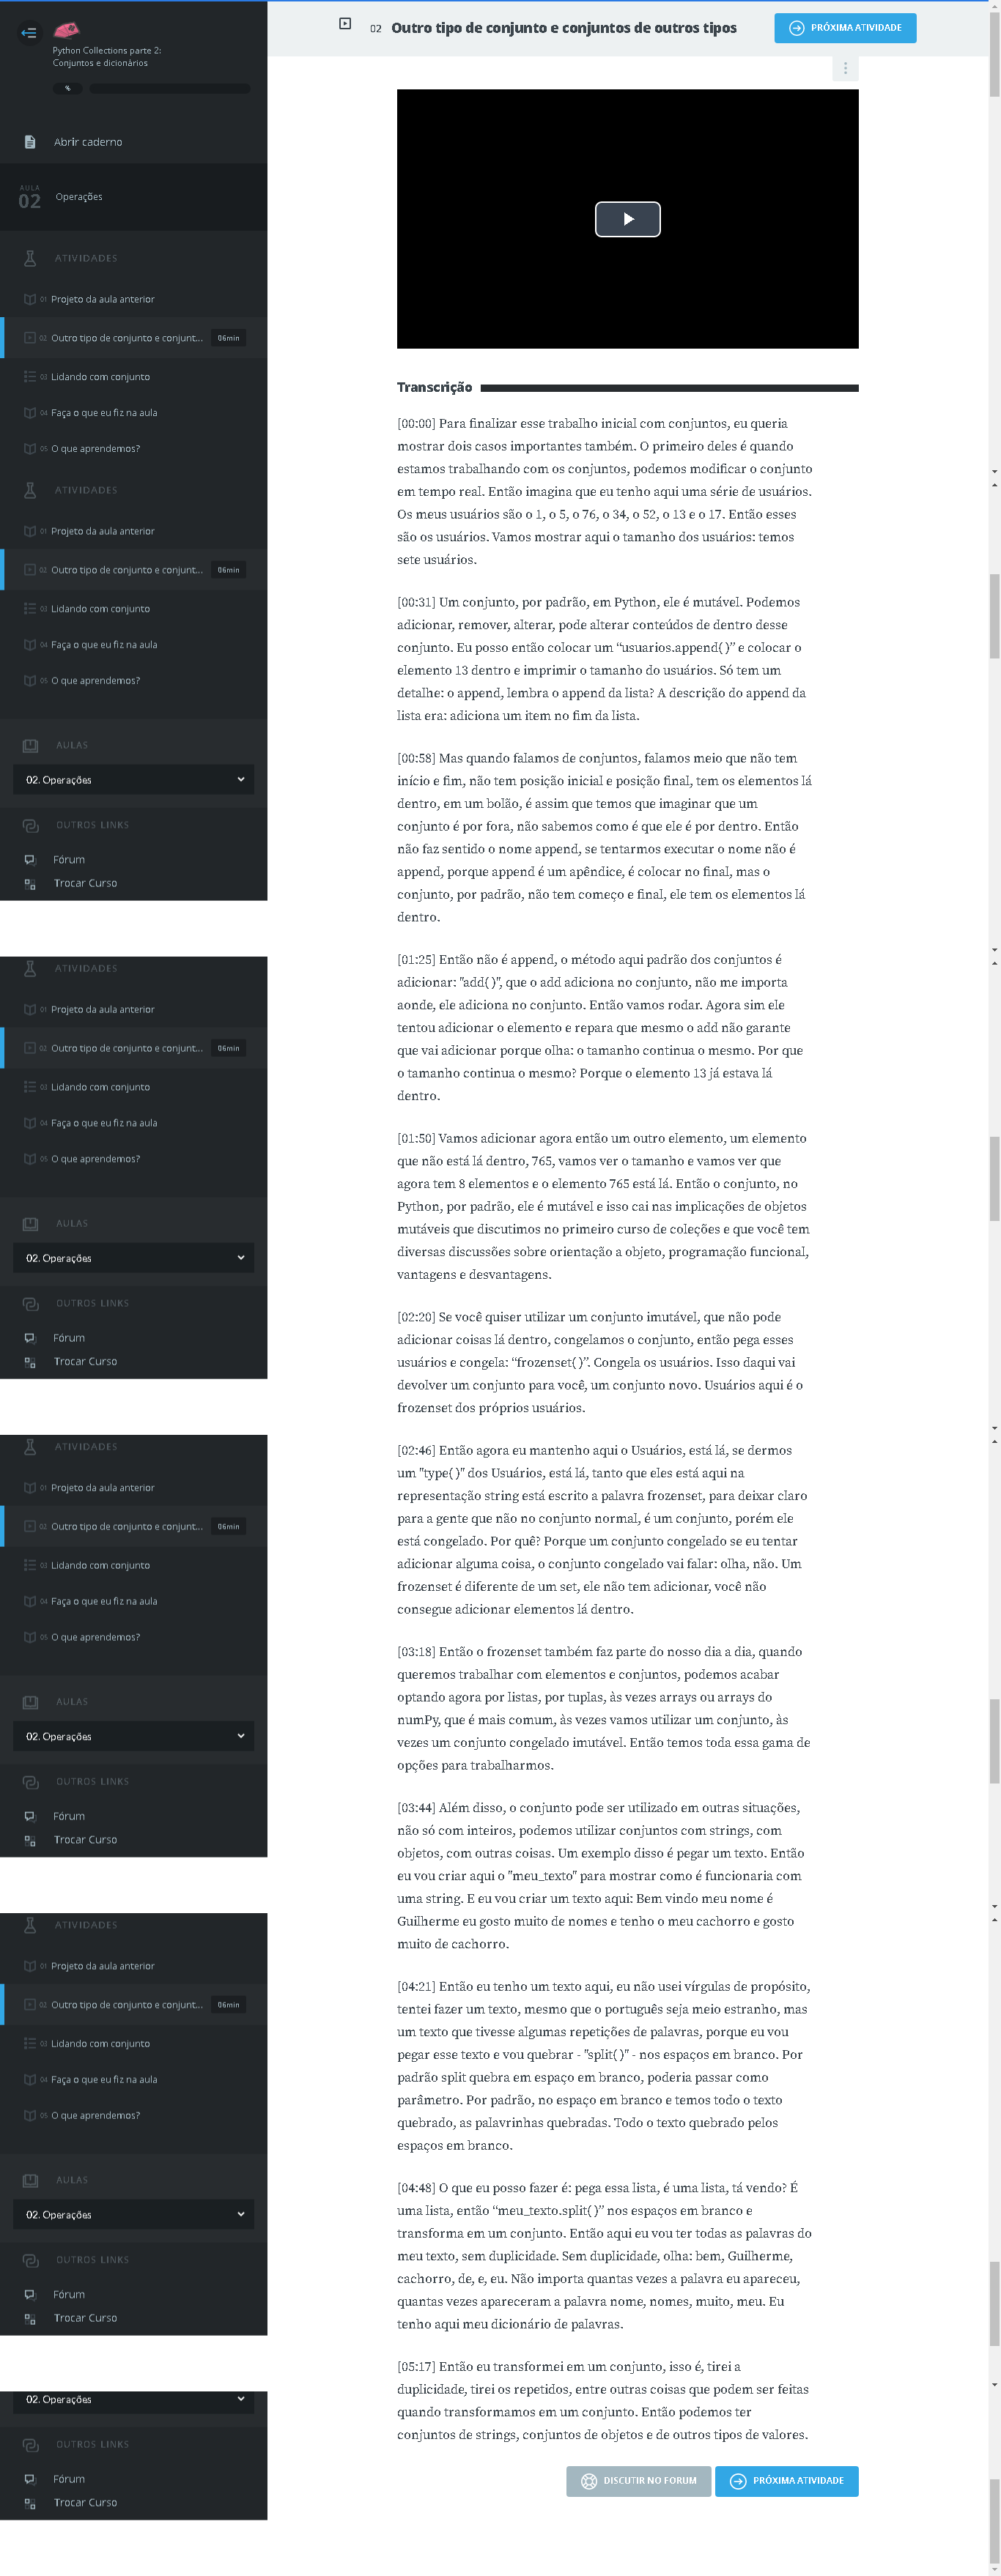 Python Collections parte 2:
Conjuntos e dicionários
%
Abrir caderno
AULA
02
Operações
ATIVIDADES
01 Projeto da aula anterior
02 Outro tipo de conjunto e conjunt... 06min
03 Lidando com conjunto
04 Faça o que eu fiz na aula
05 O que aprendemos?
ATIVIDADES
01 Projeto da aula anterior
02 Outro tipo de conjunto e conjunt... 06min
03 Lidando com conjunto
04 Faça o que eu fiz na aula
05 O que aprendemos?
AULAS
02. Operações
OUTROS LINKS
Fórum
Trocar Curso
ATIVIDADES
01 Projeto da aula anterior
02 Outro tipo de conjunto e conjunt... 06min
03 Lidando com conjunto
04 Faça o que eu fiz na aula
05 O que aprendemos?
AULAS
02. Operações
OUTROS LINKS
Fórum
Trocar Curso
ATIVIDADES
01 Projeto da aula anterior
02 Outro tipo de conjunto e conjunt... 06min
03 Lidando com conjunto
04 Faça o que eu fiz na aula
05 O que aprendemos?
AULAS
02. Operações
OUTROS LINKS
Fórum
Trocar Curso
ATIVIDADES
01 Projeto da aula anterior
02 Outro tipo de conjunto e conjunt... 06min
03 Lidando com conjunto
04 Faça o que eu fiz na aula
05 O que aprendemos?
AULAS
02. Operações
OUTROS LINKS
Fórum
Trocar Curso
02. Operações
OUTROS LINKS
Fórum
Trocar Curso
02 Outro tipo de conjunto e conjuntos de outros tipos
PRÓXIMA ATIVIDADE
Transcrição
[00:00] Para finalizar esse trabalho inicial com conjuntos, eu queria
mostrar dois casos importantes também. O primeiro deles é quando
estamos trabalhando com os conjuntos, podemos modificar o conjunto
em tempo real. Então imagina que eu tenho aqui uma série de usuários.
Os meus usuários são o 1, o 5, o 76, o 34, o 52, o 13 e o 17. Então esses
são os usuários. Vamos mostrar aqui o tamanho dos usuários: temos
sete usuários.
[00:31] Um conjunto, por padrão, em Python, ele é mutável. Podemos
adicionar, remover, alterar, pode alterar conteúdos de dentro desse
conjunto. Eu posso então colocar um “usuarios.append( )” e colocar o
elemento 13 dentro e imprimir o tamanho do usuários. Só tem um
detalhe: o append, lembra o append da lista? A descrição do append da
lista era: adiciona um item no fim da lista.
[00:58] Mas quando falamos de conjuntos, falamos meio que não tem
início e fim, não tem posição inicial e posição final, tem os elementos lá
dentro, em um bolão, é assim que temos que imaginar que um
conjunto é por fora, não sabemos como é que ele é por dentro. Então
não faz sentido o nome append, se tentarmos executar o nome não é
append, porque append é um apêndice, é colocar no final, mas o
conjunto, por padrão, não tem começo e final, ele tem os elementos lá
dentro.
[01:25] Então não é append, o método aqui padrão dos conjuntos é
adicionar: "add( )", que o add adiciona no conjunto, não me importa
aonde, ele adiciona no conjunto. Então vamos rodar. Agora sim ele
tentou adicionar o elemento e repara que mesmo o add não garante
que vai adicionar porque olha: o tamanho continua o mesmo. Por que
o tamanho continua o mesmo? Porque o elemento 13 já estava lá
dentro.
[01:50] Vamos adicionar agora então um outro elemento, um elemento
que não está lá dentro, 765, vamos ver o tamanho e vamos ver que
agora tem 8 elementos e o elemento 765 está lá. Então o conjunto, no
Python, por padrão, ele é mutável e isso cai nas implicações de objetos
mutáveis que discutimos no primeiro curso de coleções e que você tem
diversas discussões sobre orientação a objeto, programação funcional,
vantagens e desvantagens.
[02:20] Se você quiser utilizar um conjunto imutável, que não pode
adicionar coisas lá dentro, congelamos o conjunto, então pega esses
usuários e congela: “frozenset( )”. Congela os usuários. Isso daqui vai
devolver um conjunto para você, um conjunto novo. Usuários aqui é o
frozenset dos próprios usuários.
[02:46] Então agora eu mantenho aqui o Usuários, está lá, se dermos
um "type( )" dos Usuários, está lá, tanto que eles está aqui na
representação string está escrito a palavra frozenset, para deixar claro
para a gente que não no conjunto normal, é um conjunto, porém ele
está congelado. Por quê? Porque um conjunto congelado se eu tentar
adicionar alguma coisa, o conjunto congelado vai falar: olha, não. Um
frozenset é diferente de um set, ele não tem adicionar, você não
consegue adicionar elementos lá dentro.
[03:18] Então o frozenset também faz parte do nosso dia a dia, quando
queremos trabalhar com elementos e conjuntos, podemos acabar
optando agora por listas, por tuplas, às vezes arrays ou arrays do
numPy, que é mais comum, às vezes vamos utilizar um conjunto, às
vezes um conjunto congelado imutável. Então temos toda essa gama de
opções para trabalharmos.
[03:44] Além disso, o conjunto pode ser utilizado em outras situações,
não só com inteiros, podemos utilizar conjuntos com strings, com
objetos, com outras coisas. Um exemplo disso é pegar um texto. Então
eu vou criar aqui o "meu_texto" para mostrar como é funcionaria com
uma string. E eu vou criar um texto aqui: Bem vindo meu nome é
Guilherme eu gosto muito de nomes e tenho o meu cachorro e gosto
muito de cachorro.
[04:21] Então eu tenho um texto aqui, eu não usei vírgulas de propósito,
tentei fazer um texto, mesmo que o português seja meio estranho, mas
um texto que tivesse algumas repetições de palavras, porque eu vou
pegar esse texto e vou quebrar - "split( )" - nos espaços em branco. Por
padrão split quebra em espaço em branco, poderia passar como
parâmetro. Por padrão, no espaço em branco e temos todo o texto
quebrado, as palavrinhas quebradas. Todo o texto quebrado pelos
espaços em branco.
[04:48] O que eu posso fazer é: pega essa lista, é uma lista, tá vendo? É
uma lista, então “meu_texto.split( )” nos espaços em branco e
transforma em um conjunto. Então aqui eu vou ter todas as palavras do
meu texto, sem duplicidade. Sem duplicidade, olha: bem, Guilherme,
cachorro, de, e, eu. Não importa quantas vezes a palavra eu apareceu,
quantas vezes apareceram a palavra nome, nomes, muito, meu. Eu
tenho aqui meu dicionário de palavras.
[05:17] Então eu transformei em um conjunto, isso é, tirei a
duplicidade, tirei os repetidos, entre outras coisas que podem ser feitas
quando transformamos em um conjunto. Então podemos ter
conjuntos de strings, conjuntos de objetos e de outros tipos de valores.
DISCUTIR NO FORUM
PRÓXIMA ATIVIDADE